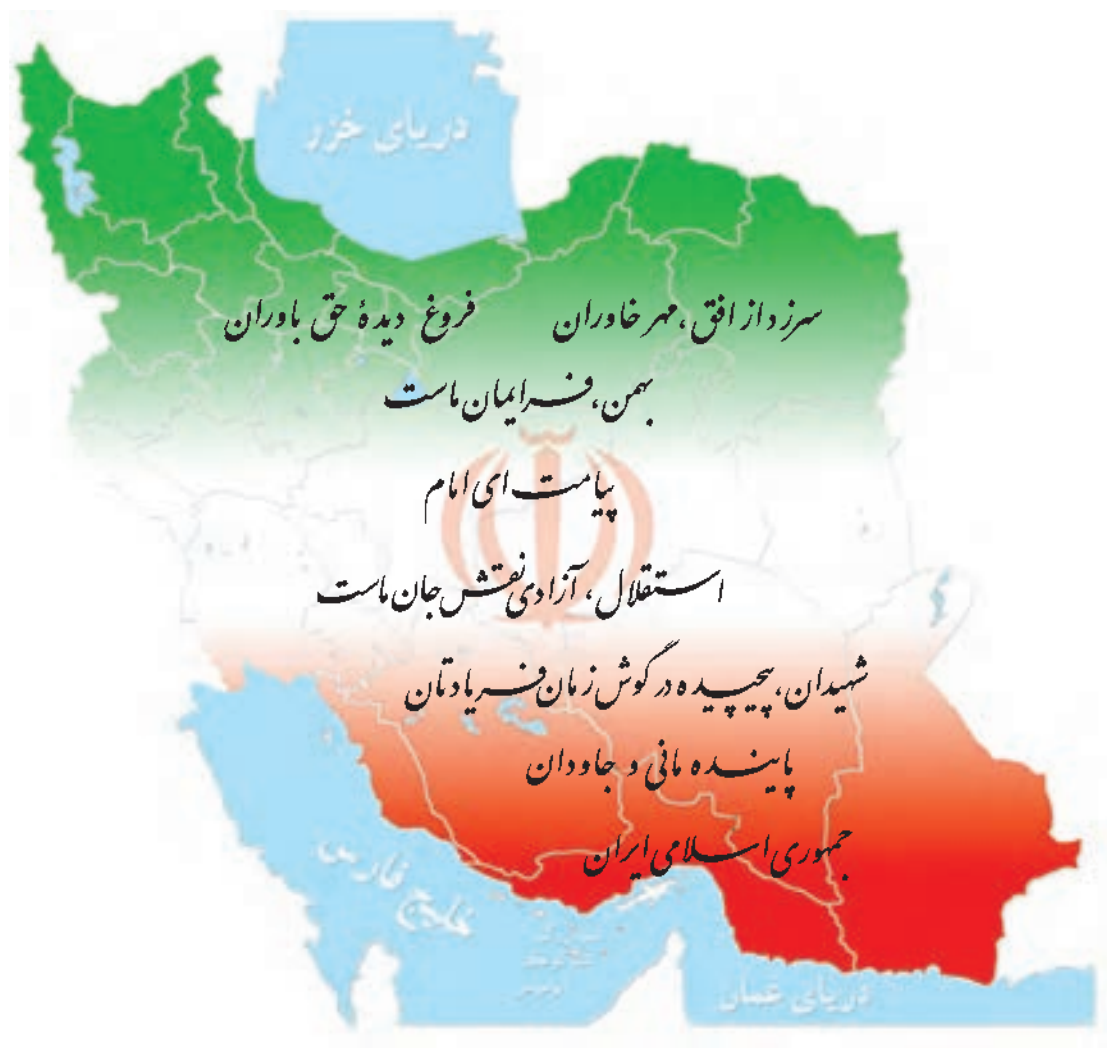 دریای خزر
سر زد از افق، مهر خاوران فروغ دیدهٔ حق باوران
بهمن، فر ایمان ماست
پیامت ای امام
استقلال، آزادی نقش جان ماست
شهیدان، پیچیده در گوش زمان فریادتان
پاینده مانی و جاودان
جمهوری اسلامی ایران
خلیج فارس
دریای عمان